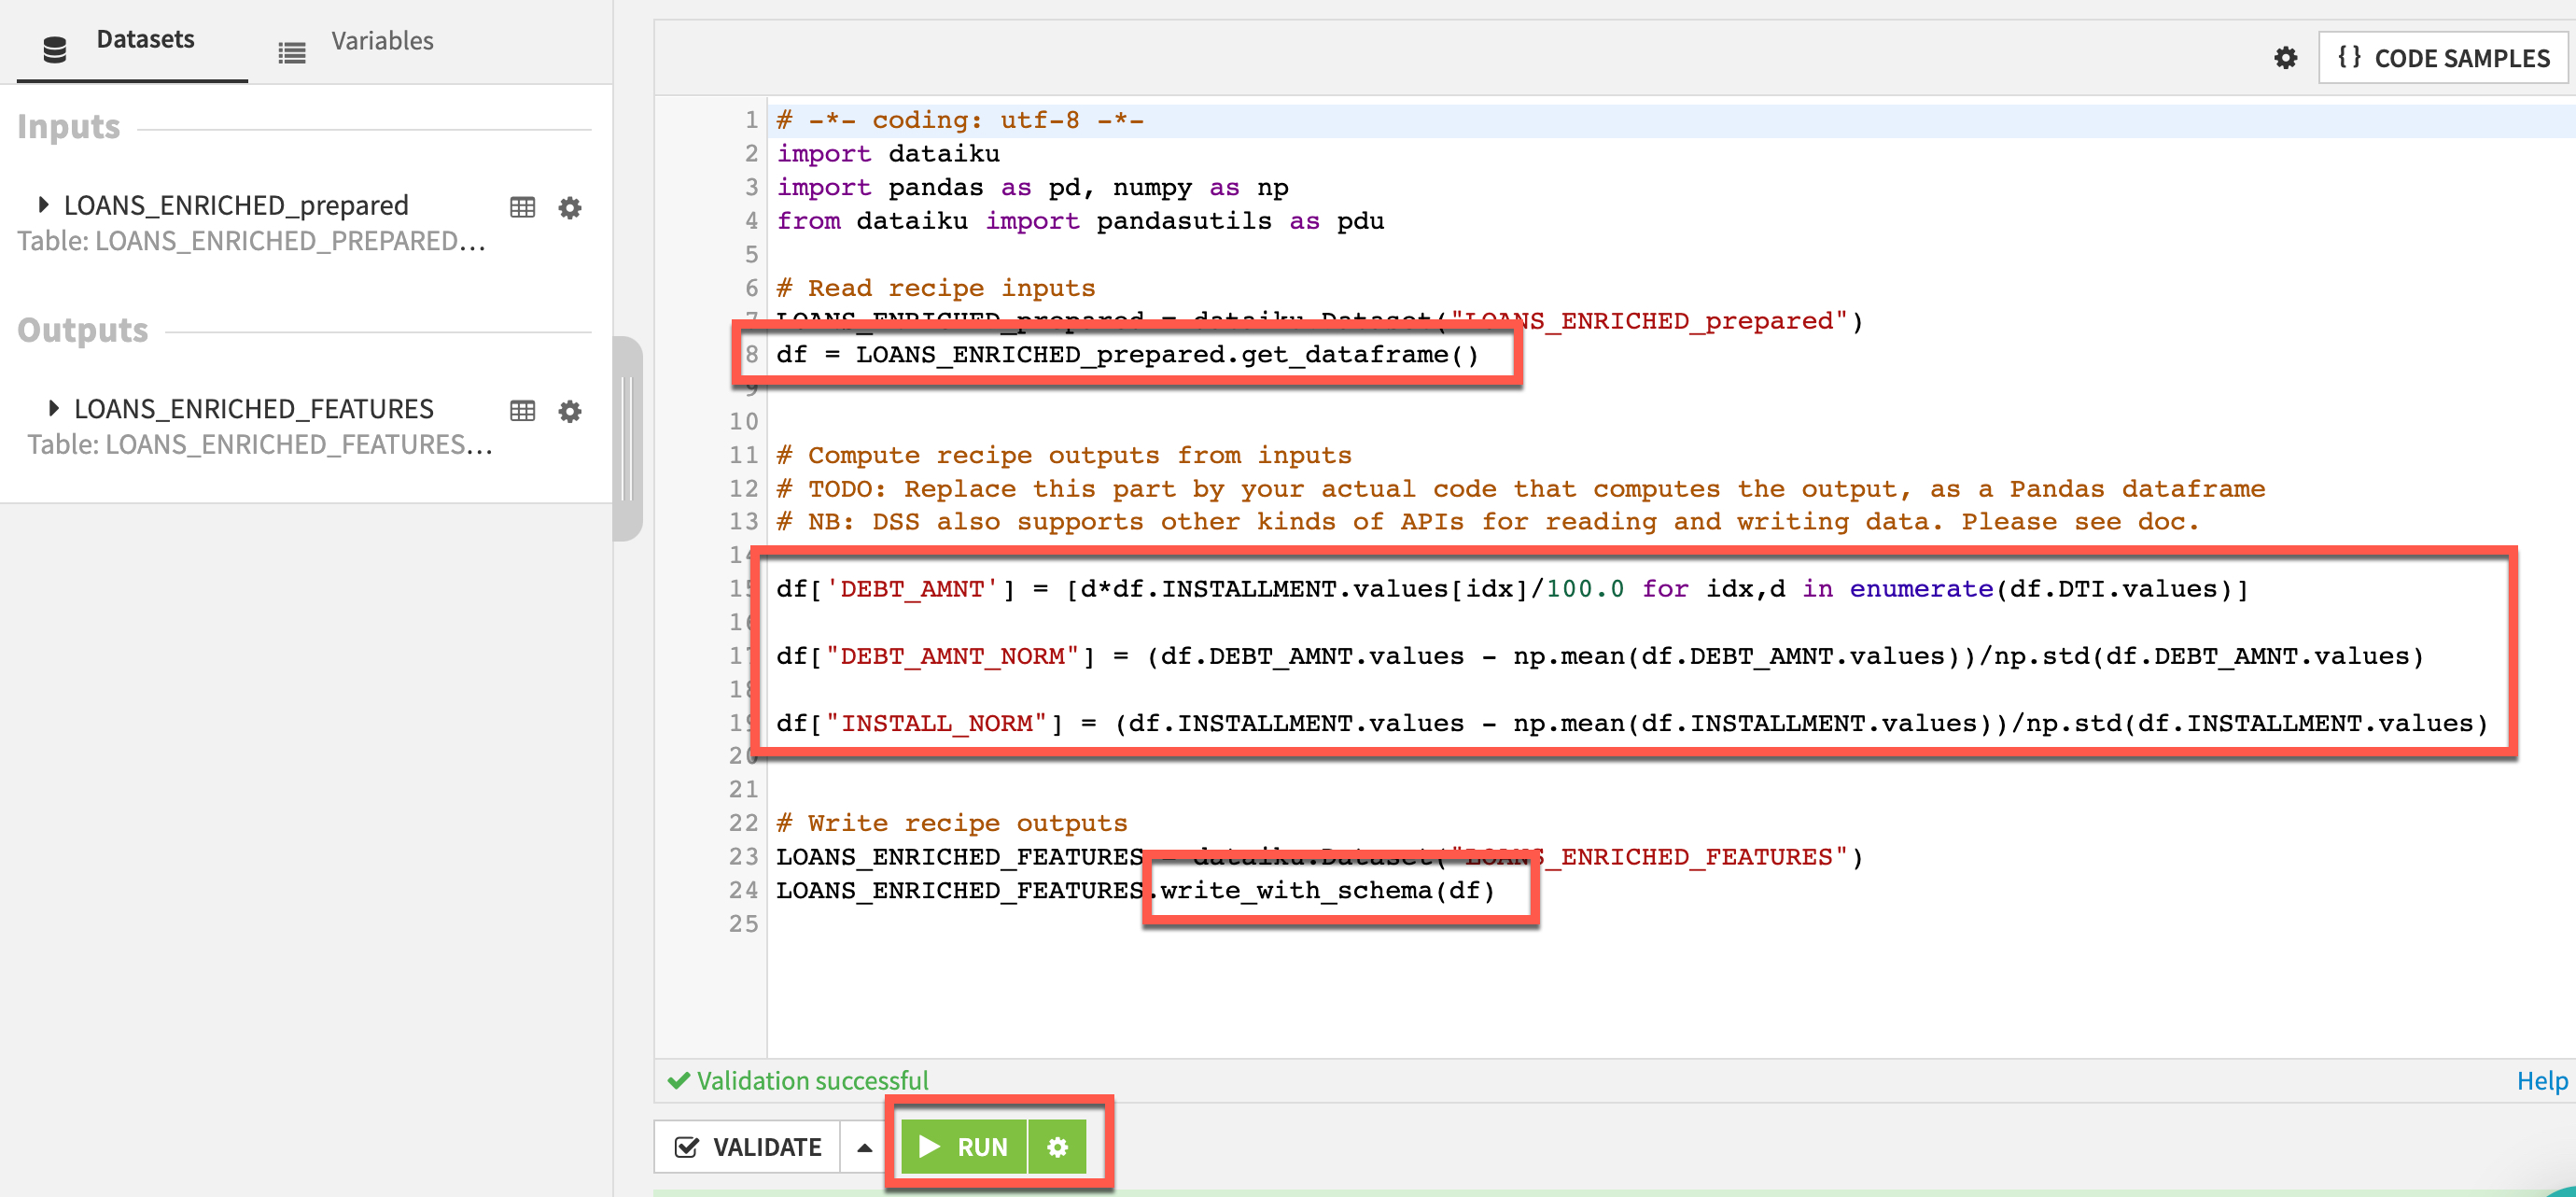 Datasets
Variables
Inputs
LOANS_ENRICHED_prepared
Table: LOANS_ENRICHED_PREPARED...
Outputs
LOANS_ENRICHED_FEATURES
Table: LOANS_ENRICHED_FEATURES...
{} CODE SAMPLES
1 # -*- coding: utf-8 -*-
2 import dataiku
3 import pandas as pd, numpy as np
4 from dataiku import pandasutils as pdu
5
6 # Read recipe inputs
7 LOANS_ENRICHED_prepared = dataiku.Dataset("LOANS_ENRICHED_prepared")
8 df = LOANS_ENRICHED_prepared.get_dataframe()
9
10
11 # Compute recipe outputs from inputs
12 # TODO: Replace this part by your actual code that computes the output, as a Pandas dataframe
13 # NB: DSS also supports other kinds of APIs for reading and writing data. Please see doc.
14
15 df['DEBT_AMNT'] = [d*df.INSTALLMENT.values[idx]/100.0 for idx,d in enumerate(df.DTI.values)]
16
17 df["DEBT_AMNT_NORM"] = (df.DEBT_AMNT.values - np.mean(df.DEBT_AMNT.values))/np.std(df.DEBT_AMNT.values)
18
19 df["INSTALL_NORM"] = (df.INSTALLMENT.values - np.mean(df.INSTALLMENT.values))/np.std(df.INSTALLMENT.values)
20
21
22 # Write recipe outputs
23 LOANS_ENRICHED_FEATURES = dataiku.Dataset("LOANS_ENRICHED_FEATURES")
24 LOANS_ENRICHED_FEATURES.write_with_schema(df)
25
Validation successful
Help
VALIDATE
RUN